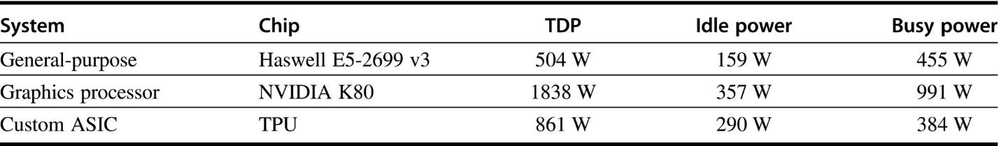 System Chip TDP Idle power Busy power
General-purpose Haswell E5-2699 v3 504 W 159 W 455 W
Graphics processor NVIDIA K80 1838 W 357 W 991 W
Custom ASIC TPU 861 W 290 W 384 W